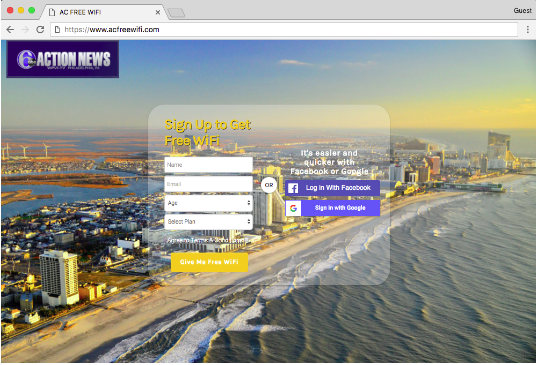 AC FREE WIFI
Guest
https://www.acfreewifi.com
6 ACTION NEWS
Sign Up to Get
Free WiFi
Name
Email
Age
Select Plan
Agree to Terms &
Give Me Free WiFi
OR
It's easier and
quicker with
Facebook or Google :
Log In With Facebook
Sign in with Google